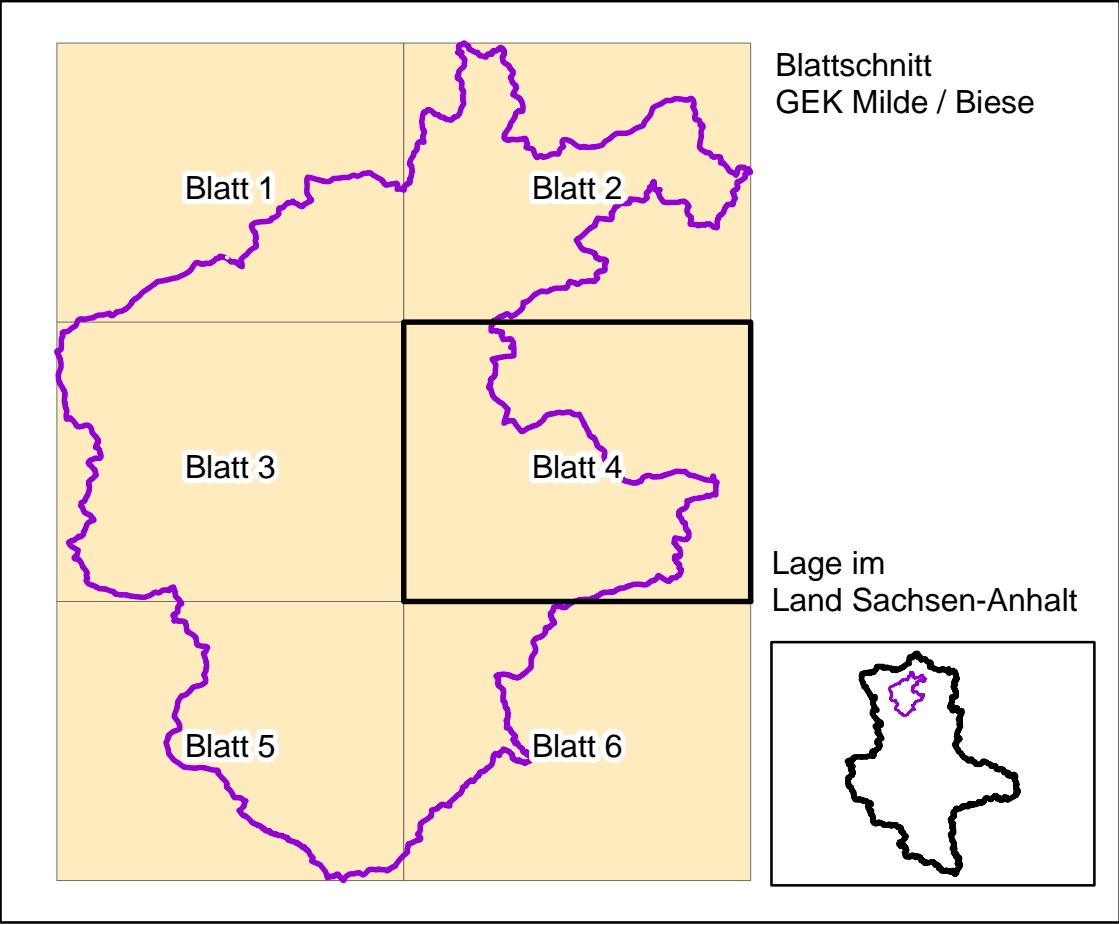 Blattschnitt
GEK Milde / Biese
Blatt 1
Blatt 2
Blatt 3
Blatt 4
Lage im
Land Sachsen-Anhalt
Blatt 5
Blatt 6